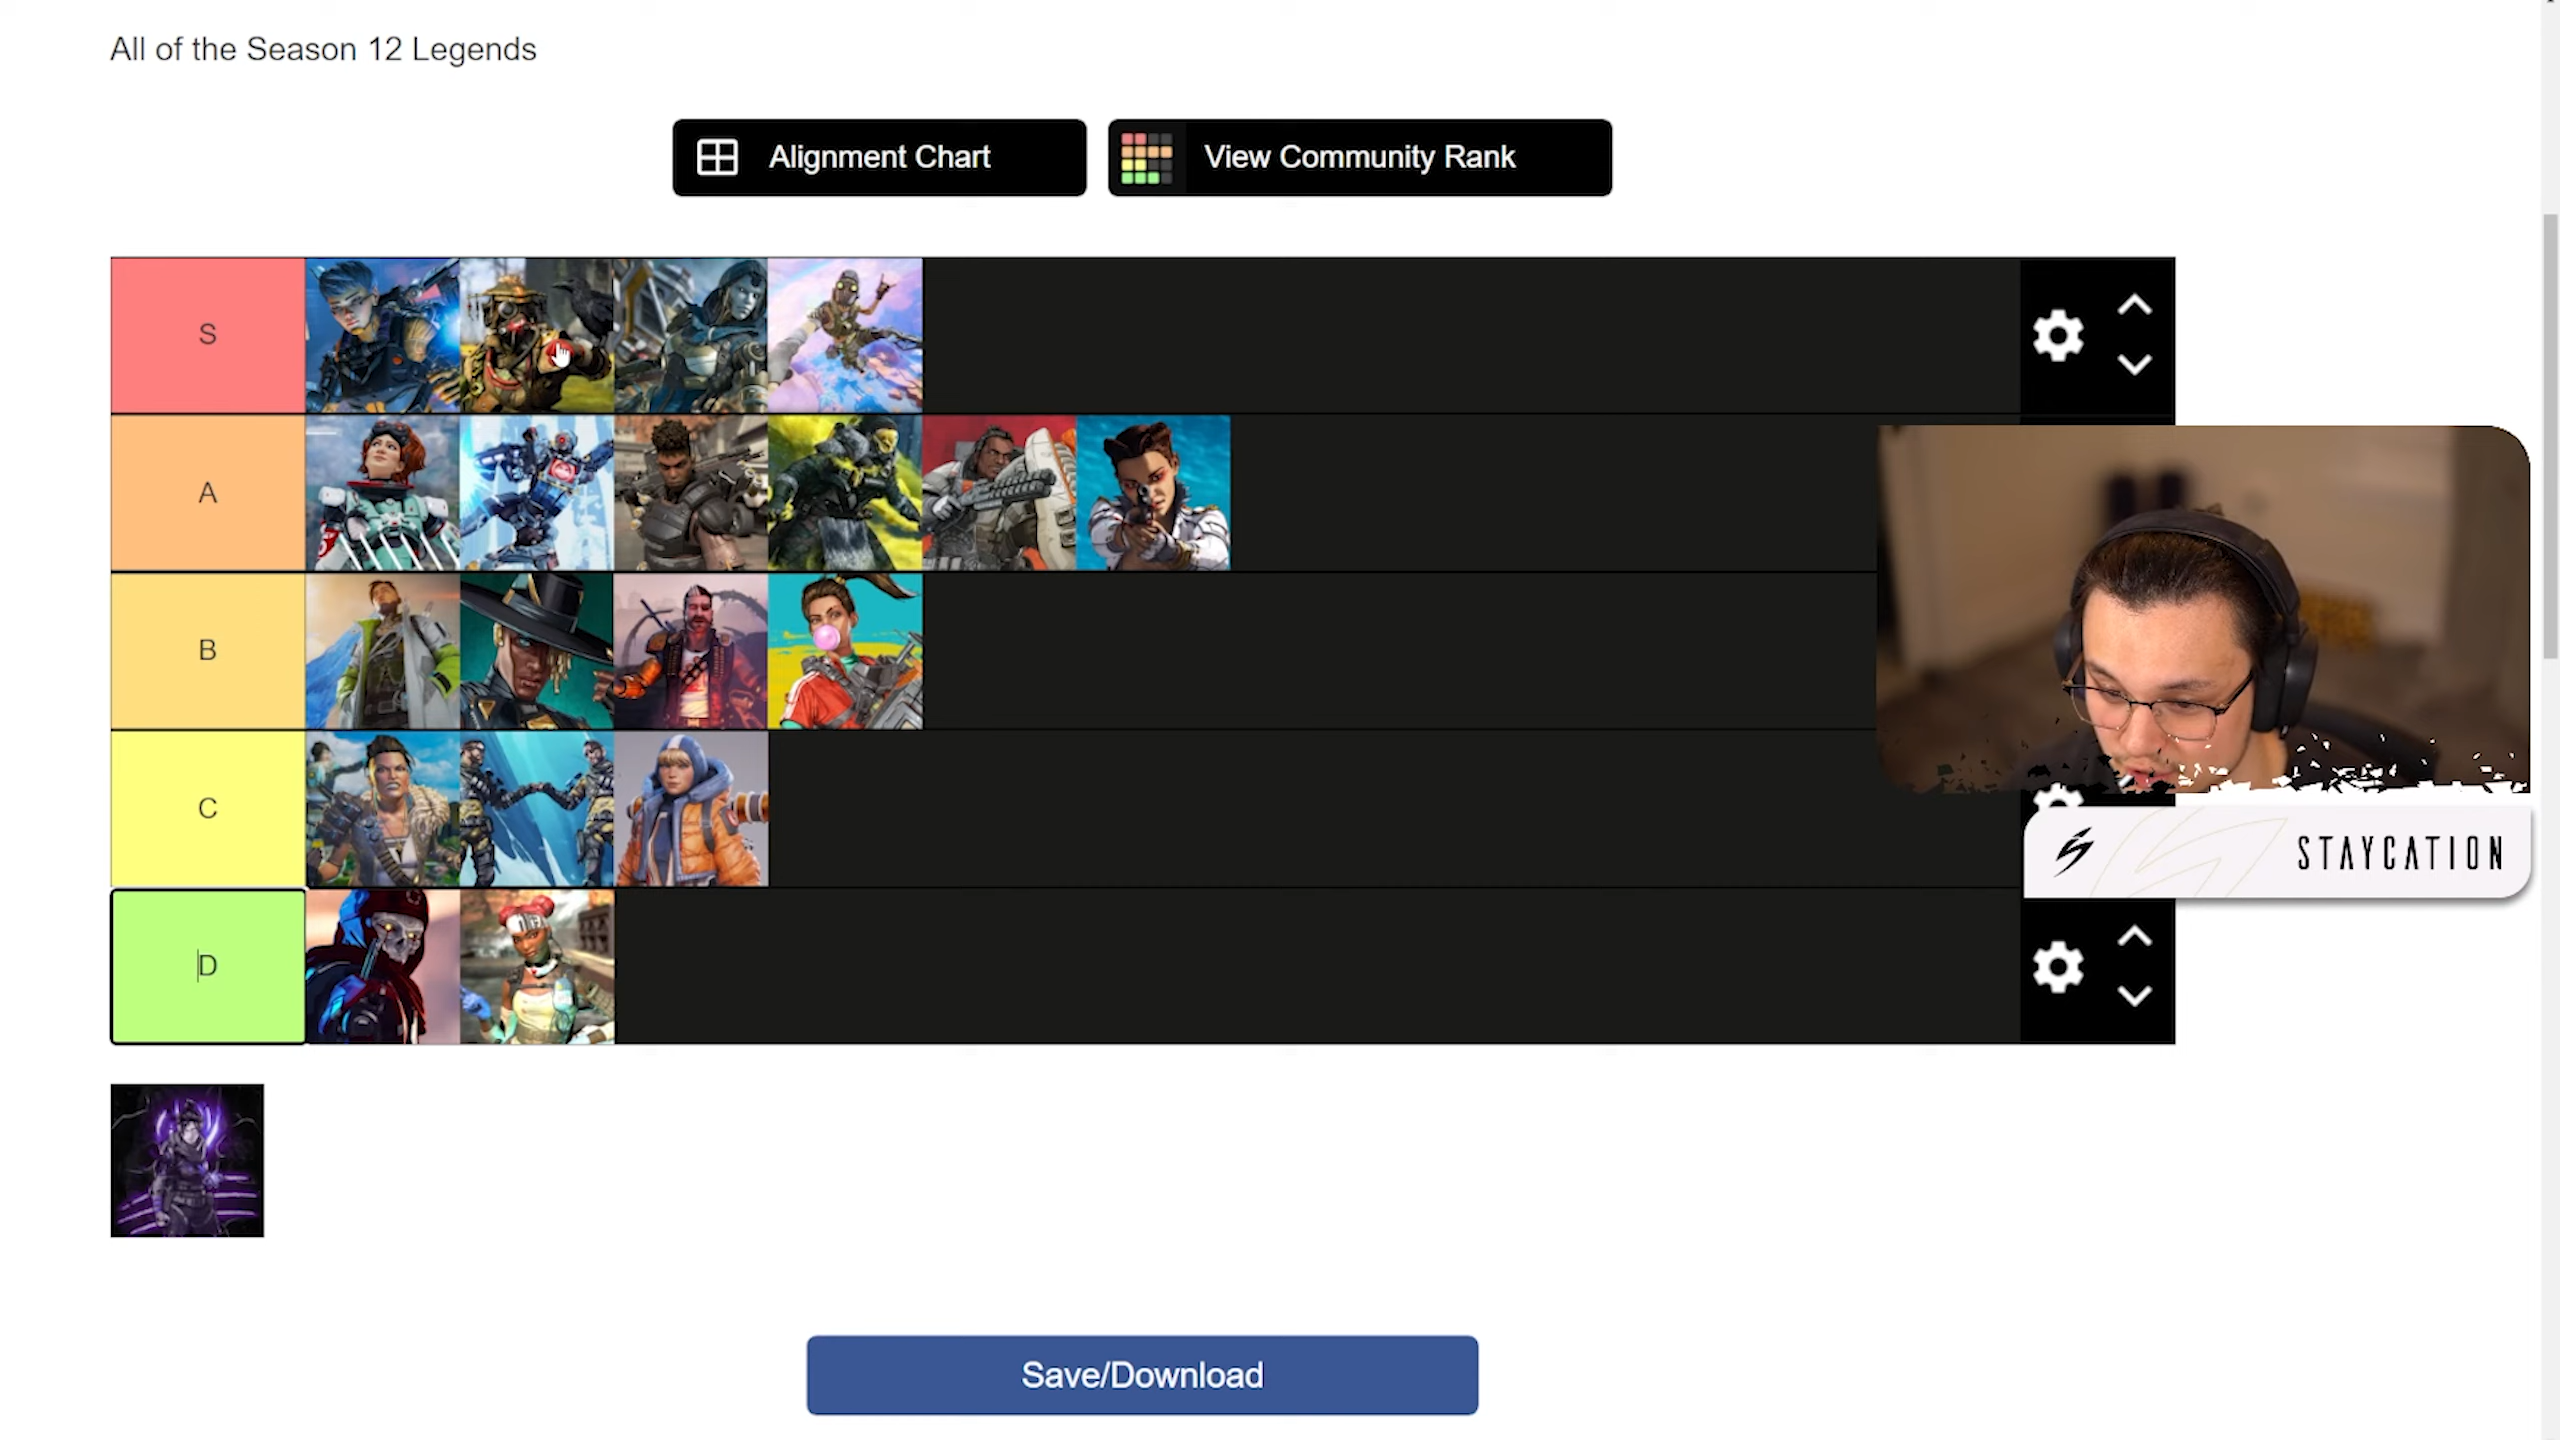 All of the Season 12 Legends
Alignment Chart
View Community Rank
S
A
B
C
STAYCATION
D
Save/Download